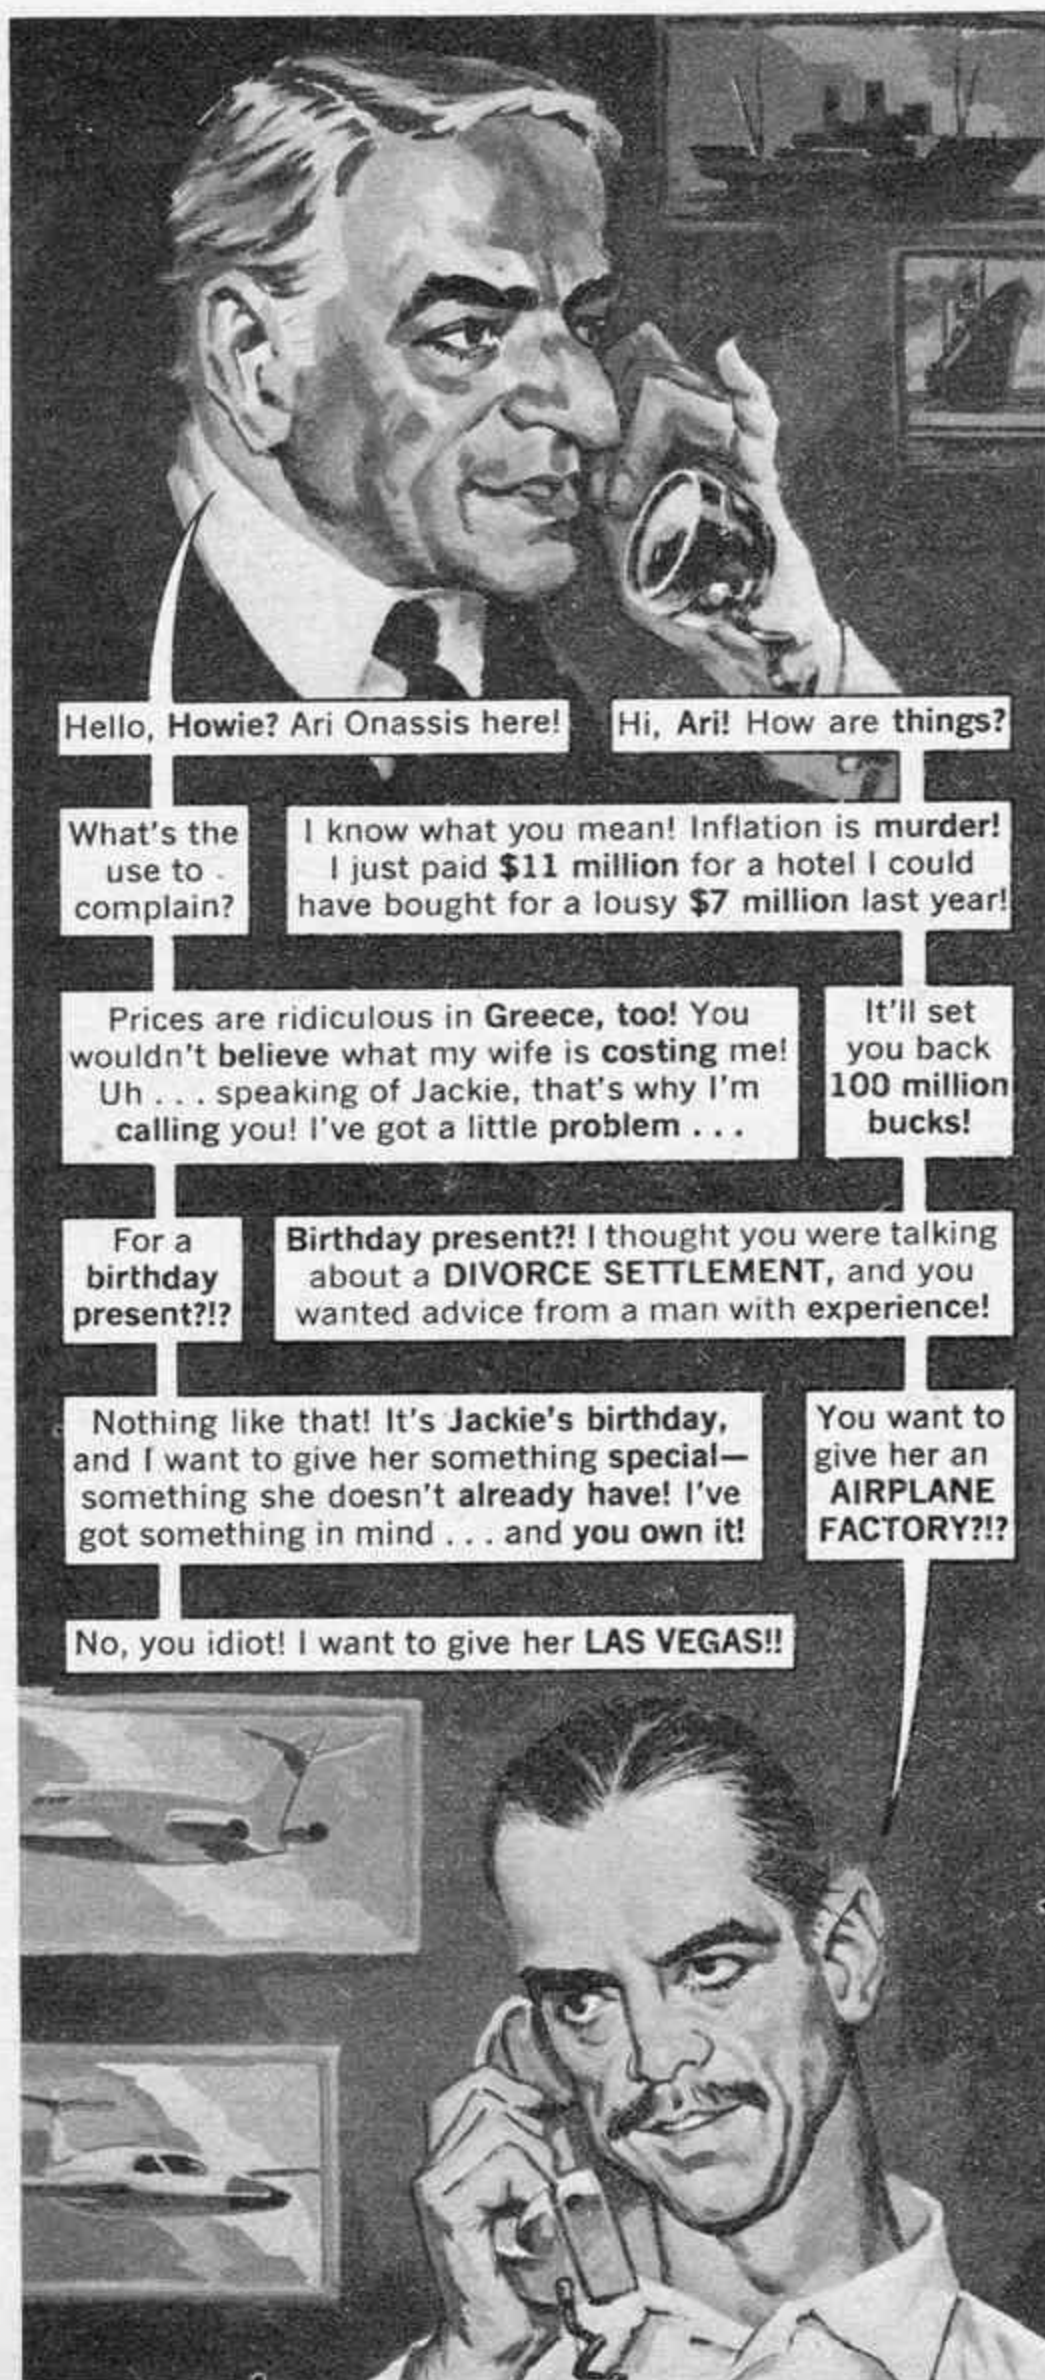 Hello, Howie? Ari Onassis here!
Hi, Ari! How are things?
What's the
use to
complain?
I know what you mean! Inflation is murder!
I just paid $11 million for a hotel I could
have bought for a lousy $7 million last year!
Prices are ridiculous in Greece, too! You
wouldn't believe what my wife is costing me!
Uh . . . speaking of Jackie, that's why I'm
calling you! I've got a little problem . . .
It'll set
you back
100 million
bucks!
For a
birthday
present?!?
Birthday present?! I thought you were talking
about a DIVORCE SETTLEMENT, and you
wanted advice from a man with experience!
Nothing like that! It's Jackie's birthday,
and I want to give her something special—
something she doesn't already have! I've
got something in mind . . . and you own it!
You want to
give her an
AIRPLANE
FACTORY?!?
No, you idiot! I want to give her LAS VEGAS!!